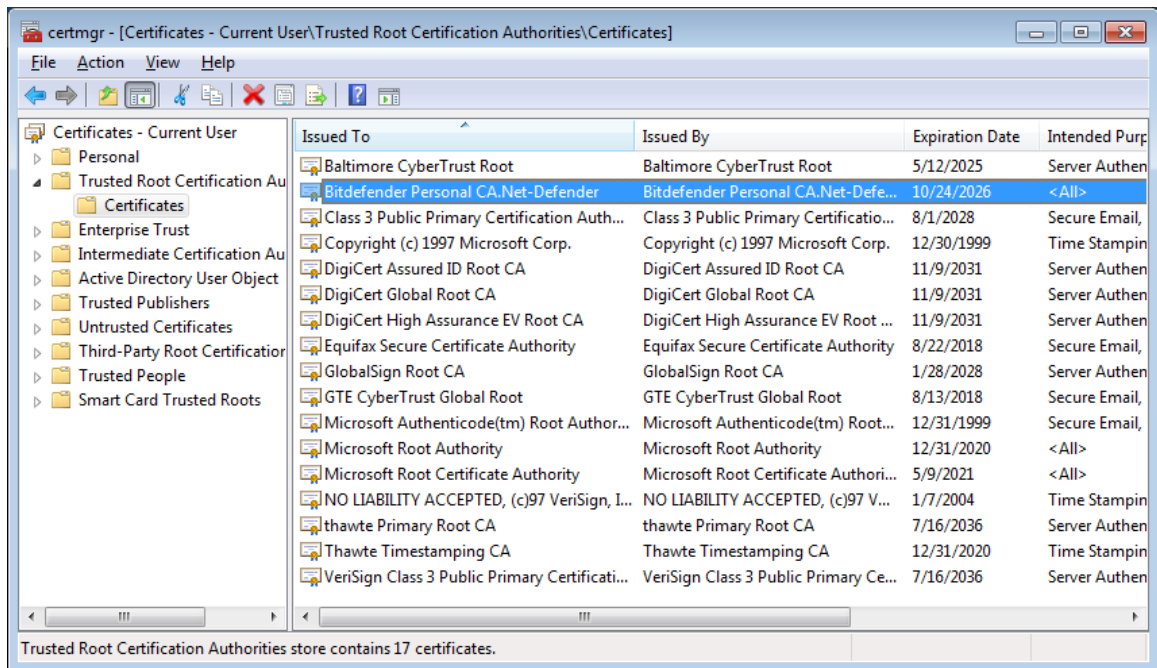 certmgr - [Certificates - Current User\Trusted Root Certification Authorities\Certificates]
File Action View Help
Certificates - Current User
Personal
Trusted Root Certification Au
Certificates
Enterprise Trust
Intermediate Certification Au
Active Directory User Object
Trusted Publishers
Untrusted Certificates
Third-Party Root Certification
Trusted People
Smart Card Trusted Roots
Issued To Issued By Expiration Date Intended Purp
Baltimore CyberTrust Root Baltimore CyberTrust Root 5/12/2025 Server Authen
Bitdefender Personal CA.Net-Defender Bitdefender Personal CA.Net-Defe... 10/24/2026 <All>
Class 3 Public Primary Certification Auth... Class 3 Public Primary Certificatio... 8/1/2028 Secure Email,
Copyright (c) 1997 Microsoft Corp. Copyright (c) 1997 Microsoft Corp. 12/30/1999 Time Stampin
DigiCert Assured ID Root CA DigiCert Assured ID Root CA 11/9/2031 Server Authen
DigiCert Global Root CA DigiCert Global Root CA 11/9/2031 Server Authen
DigiCert High Assurance EV Root CA DigiCert High Assurance EV Root ... 11/9/2031 Server Authen
Equifax Secure Certificate Authority Equifax Secure Certificate Authority 8/22/2018 Secure Email,
GlobalSign Root CA GlobalSign Root CA 1/28/2028 Server Authen
GTE CyberTrust Global Root GTE CyberTrust Global Root 8/13/2018 Secure Email,
Microsoft Authenticode(tm) Root Author... Microsoft Authenticode(tm) Root... 12/31/1999 Secure Email,
Microsoft Root Authority Microsoft Root Authority 12/31/2020 <All>
Microsoft Root Certificate Authority Microsoft Root Certificate Authori... 5/9/2021 <All>
NO LIABILITY ACCEPTED, (c)97 VeriSign, I... NO LIABILITY ACCEPTED, (c)97 V... 1/7/2004 Time Stampin
thawte Primary Root CA thawte Primary Root CA 7/16/2036 Server Authen
Thawte Timestamping CA Thawte Timestamping CA 12/31/2020 Time Stampin
VeriSign Class 3 Public Primary Certificati... VeriSign Class 3 Public Primary Ce... 7/16/2036 Server Authen
Trusted Root Certification Authorities store contains 17 certificates.